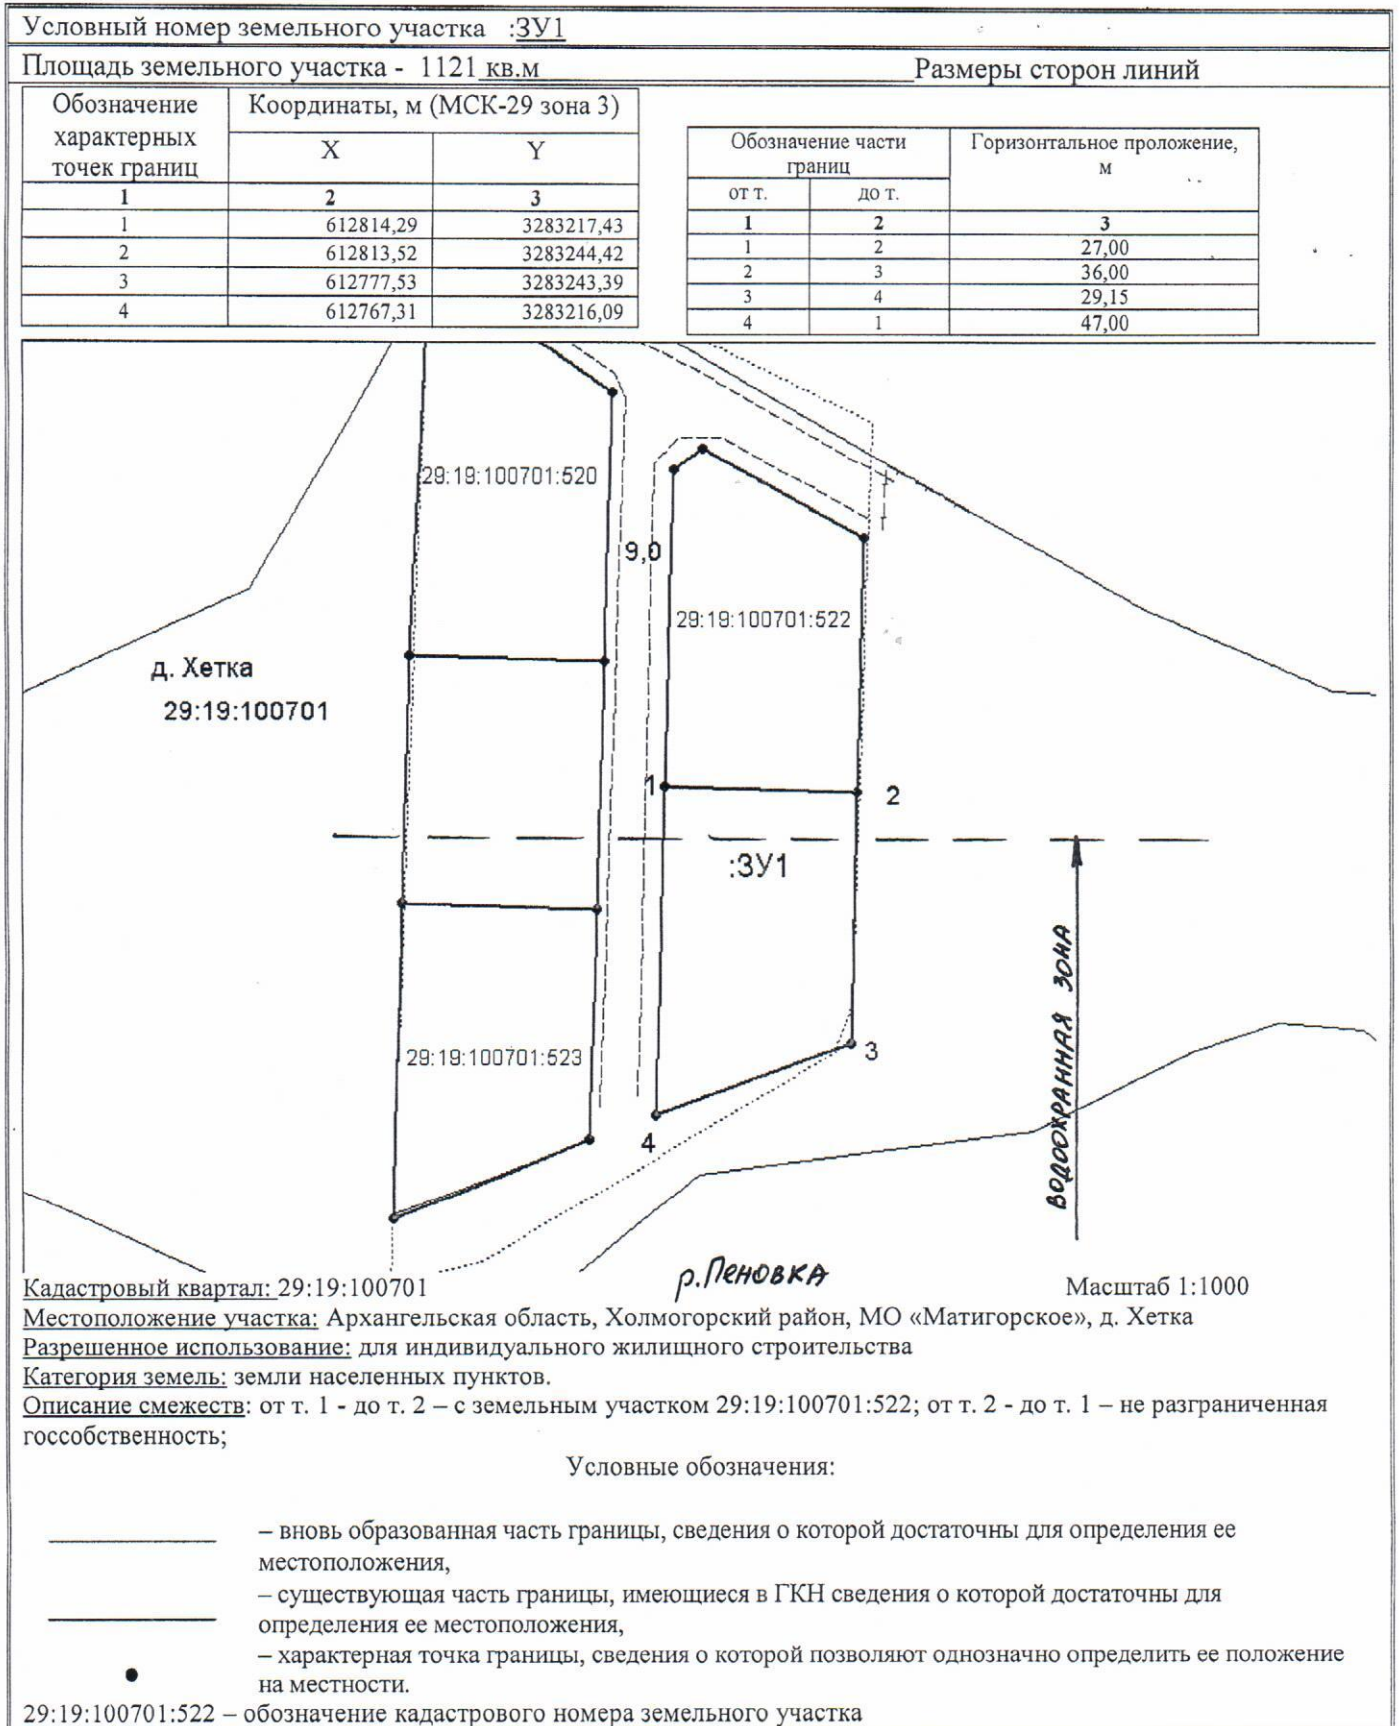 Условный номер земельного участка :ЗУ1
Площадь земельного участка - 1121 кв.м Размеры сторон линий
Обозначение характерных точек границ Координаты, м (МСК-29 зона 3)
X Y
1 2 3
1 612814,29 3283217,43
2 612813,52 3283244,42
3 612777,53 3283243,39
4 612767,31 3283216,09
Обозначение части границ Горизонтальное проложение, м
от т. до т.
1 2 3
1 2 27,00
2 3 36,00
3 4 29,15
4 1 47,00
29:19:100701:520
9,0
29:19:100701:522
д. Хетка
29:19:100701
1
2
:ЗУ1
ВОДООХРАННАЯ ЗОНА
29:19:100701:523
3
4
р.Пеновка
Кадастровый квартал: 29:19:100701 Масштаб 1:1000
Местоположение участка: Архангельская область, Холмогорский район, МО «Матигорское», д. Хетка
Разрешенное использование: для индивидуального жилищного строительства
Категория земель: земли населенных пунктов.
Описание смежеств: от т. 1 - до т. 2 – с земельным участком 29:19:100701:522; от т. 2 - до т. 1 – не разграниченная
госсобственность;
Условные обозначения:
– вновь образованная часть границы, сведения о которой достаточны для определения ее
местоположения,
– существующая часть границы, имеющиеся в ГКН сведения о которой достаточны для
определения ее местоположения,
– характерная точка границы, сведения о которой позволяют однозначно определить ее положение
на местности.
29:19:100701:522 – обозначение кадастрового номера земельного участка